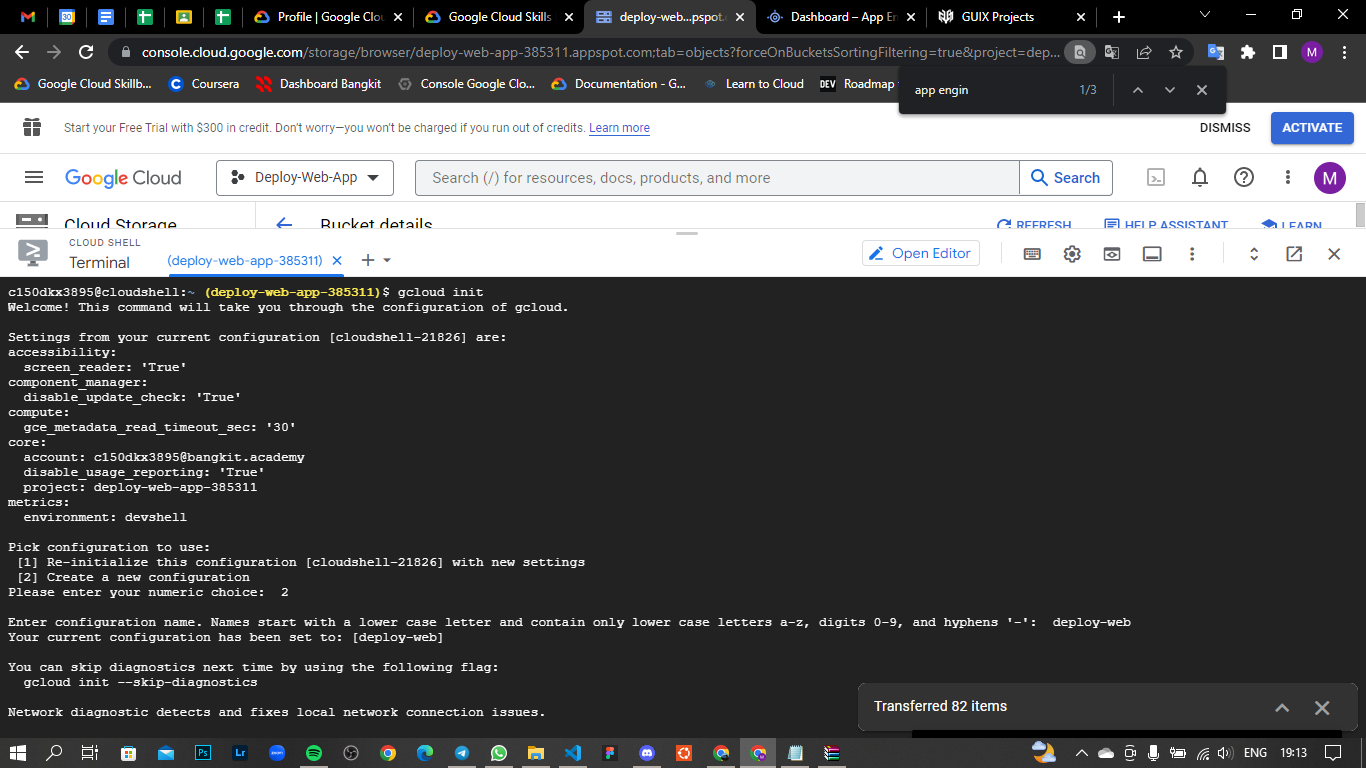 Profile | Google Clou
Google Cloud Skills
deploy-web...pspot.
Dashboard – App En
GUIX Projects
console.cloud.google.com/storage/browser/deploy-web-app-385311.appspot.com;tab=objects?forceOnBucketsSortingFiltering=true&project=dep...
M
Google Cloud Skillb...
Coursera
Dashboard Bangkit
Console Google Clo...
Documentation - G...
Learn to Cloud
DEV Roadmap
app engin
1/3
Start your Free Trial with $300 in credit. Don't worry—you won't be charged if you run out of credits. Learn more
DISMISS
ACTIVATE
Google Cloud
Deploy-Web-App
Search (/) for resources, docs, products, and more
Search
M
Cloud Storage
Bucket details
REFRESH
HELP ASSISTANT
LEARN
CLOUD SHELL
Terminal
(deploy-web-app-385311)
Open Editor
c150dkx3895@cloudshell:~ (deploy-web-app-385311)$ gcloud init
Welcome! This command will take you through the configuration of gcloud.
Settings from your current configuration [cloudshell-21826] are:
accessibility:
  screen_reader: 'True'
component_manager:
  disable_update_check: 'True'
compute:
  gce_metadata_read_timeout_sec: '30'
core:
  account: c150dkx3895@bangkit.academy
  disable_usage_reporting: 'True'
  project: deploy-web-app-385311
metrics:
  environment: devshell
Pick configuration to use:
 [1] Re-initialize this configuration [cloudshell-21826] with new settings
 [2] Create a new configuration
Please enter your numeric choice:  2
Enter configuration name. Names start with a lower case letter and contain only lower case letters a-z, digits 0-9, and hyphens '-':  deploy-web
Your current configuration has been set to: [deploy-web]
You can skip diagnostics next time by using the following flag:
  gcloud init --skip-diagnostics
Network diagnostic detects and fixes local network connection issues.
Transferred 82 items
Ps
Lr
zoom
ENG
19:13